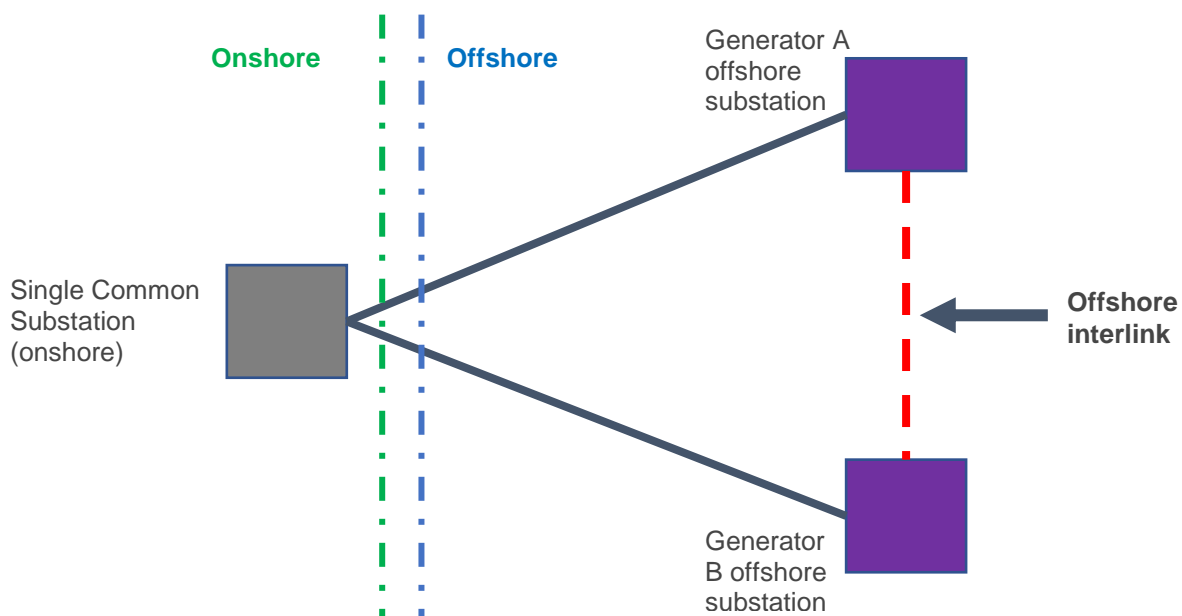 Onshore
Offshore
Generator A
offshore
substation
Single Common
Substation
(onshore)
Offshore
interlink
Generator
B offshore
substation